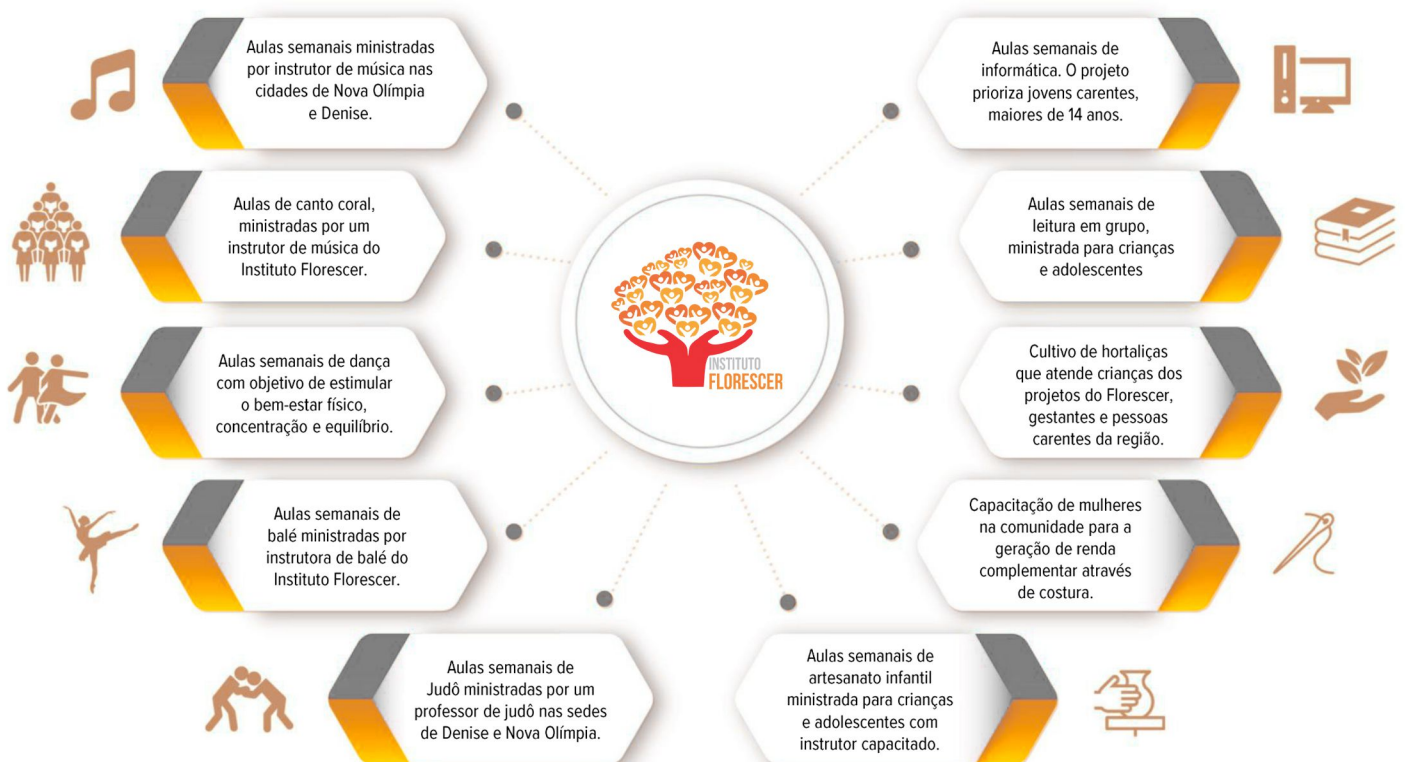 Aulas semanais ministradas
por instrutor de música nas
cidades de Nova Olímpia
e Denise.
Aulas de canto coral,
ministradas por um
instrutor de música do
Instituto Florescer.
Aulas semanais de dança
com objetivo de estimular
o bem-estar físico,
concentração e equilíbrio.
Aulas semanais de
balé ministradas por
instrutora de balé do
Instituto Florescer.
Aulas semanais de
Judô ministradas por um
professor de judô nas sedes
de Denise e Nova Olímpia.
INSTITUTO
FLORESCER
Aulas semanais de
informática. O projeto
prioriza jovens carentes,
maiores de 14 anos.
Aulas semanais de
leitura em grupo,
ministrada para crianças
e adolescentes
Cultivo de hortaliças
que atende crianças dos
projetos do Florescer,
gestantes e pessoas
carentes da região.
Capacitação de mulheres
na comunidade para a
geração de renda
complementar através
de costura.
Aulas semanais de
artesanato infantil
ministrada para crianças
e adolescentes com
instrutor capacitado.